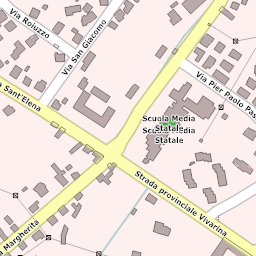 Via Roiuzzo
Via San Giacomo
Sant'Elena
Via Pier Paolo Pas
Scuola Media
Statale
Scuola Media
Statale
Strada Provinciale Vivarina
Margherita